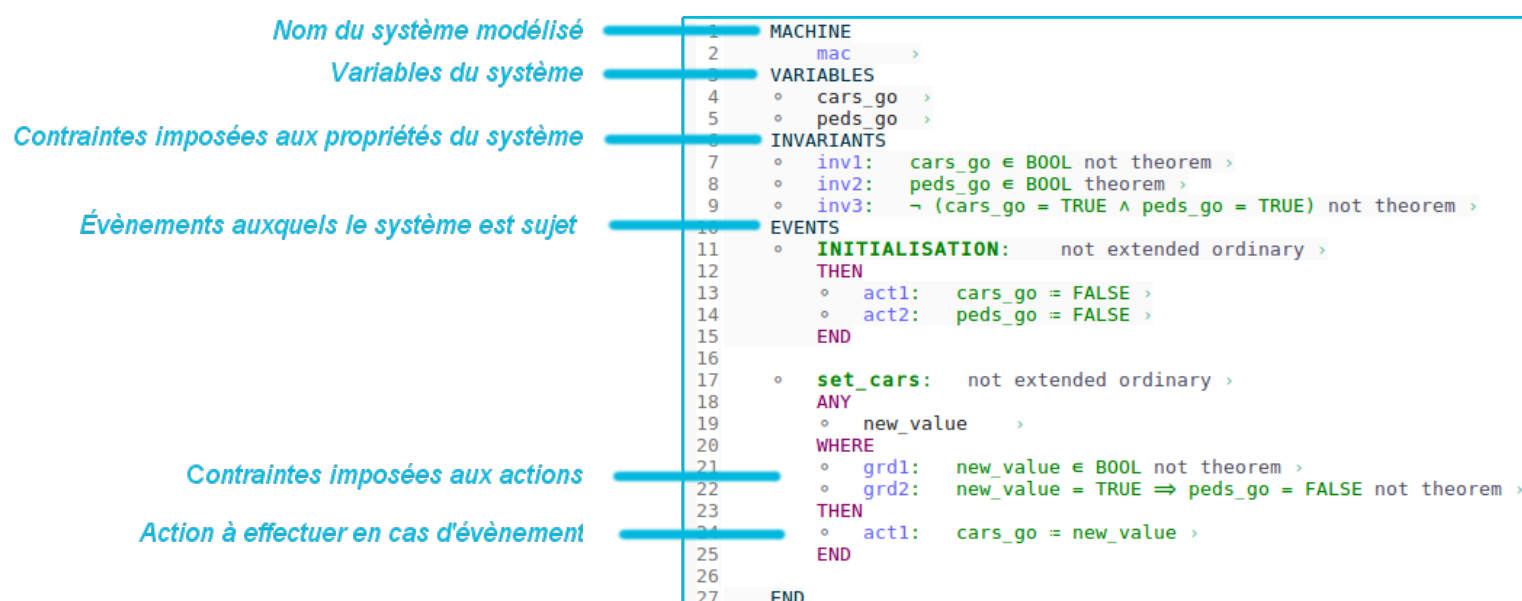 Nom du système modélisé
Variables du système
Contraintes imposées aux propriétés du système
Évènements auxquels le système est sujet
Contraintes imposées aux actions
Action à effectuer en cas d'évènement
1 MACHINE
2 mac ›
3 VARIABLES
4 ∘ cars_go ›
5 ∘ peds_go ›
6 INVARIANTS
7 ∘ inv1: cars_go ∈ BOOL not theorem ›
8 ∘ inv2: peds_go ∈ BOOL theorem ›
9 ∘ inv3: ¬ (cars_go = TRUE ∧ peds_go = TRUE) not theorem ›
10 EVENTS
11 ∘ INITIALISATION: not extended ordinary ›
12 THEN
13 ∘ act1: cars_go ≔ FALSE ›
14 ∘ act2: peds_go ≔ FALSE ›
15 END
16
17 ∘ set_cars: not extended ordinary ›
18 ANY
19 ∘ new_value ›
20 WHERE
21 ∘ grd1: new_value ∈ BOOL not theorem ›
22 ∘ grd2: new_value = TRUE ⇒ peds_go = FALSE not theorem ›
23 THEN
24 ∘ act1: cars_go ≔ new_value ›
25 END
26
27 END